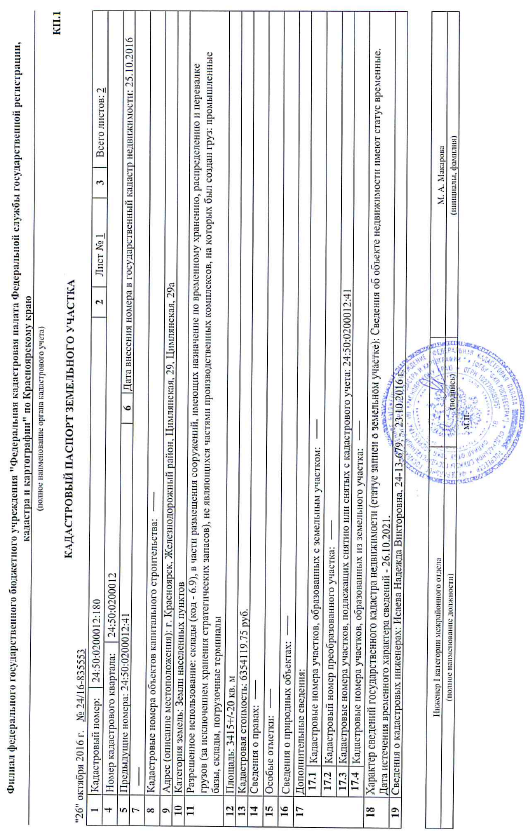 Филиал федерального государственного бюджетного учреждения "Федеральная кадастровая палата Федеральной службы государственной регистрации,
кадастра и картографии" по Красноярскому краю
(полное наименование органа кадастрового учета)
КП.1
КАДАСТРОВЫЙ ПАСПОРТ ЗЕМЕЛЬНОГО УЧАСТКА
"26" октября 2016 г. № 24/16-835553
1 Кадастровый номер: 24:50:0200012:180 2 Лист № 1 3 Всего листов: 2
4 Номер кадастрового квартала: 24:50:0200012
5 Предыдущие номера: 24:50:0200012:41 6 Дата внесения номера в государственный кадастр недвижимости: 25.10.2016
7 ——
8 Кадастровые номера объектов капитального строительства: ——
9 Адрес (описание местоположения): г. Красноярск, Железнодорожный район, Цимлянская, 29, Цимлянская, 29а
10 Категория земель: Земли населенных пунктов
11 Разрешенное использование: склады (код - 6.9), в части размещения сооружений, имеющих назначение по временному хранению, распределению и перевалке
грузов (за исключением хранения стратегических запасов), не являющихся частями производственных комплексов, на которых был создан груз: промышленные
базы, склады, погрузочные терминалы
12 Площадь: 3415+/-20 кв. м
13 Кадастровая стоимость: 6354119.75 руб.
14 Сведения о правах: ——
15 Особые отметки: ——
16 Сведения о природных объектах: ——
17 Дополнительные сведения:
17.1 Кадастровые номера участков, образованных с земельным участком: ——
17.2 Кадастровый номер преобразованного участка: ——
17.3 Кадастровые номера участков, подлежащих снятию или снятых с кадастрового учета: 24:50:0200012:41
17.4 Кадастровые номера участков, образованных из земельного участка: ——
18 Характер сведений государственного кадастра недвижимости (статус записи о земельном участке): Сведения об объекте недвижимости имеют статус временные.
Дата истечения временного характера сведений - 26.10.2021.
19 Сведения о кадастровых инженерах: Исаева Надежда Викторовна, 24-13-679, , 23.10.2016 г.
Инженер I категории межрайонного отдела М. А. Макарова
(полное наименование должности) (подпись) (инициалы, фамилия)
М.П.